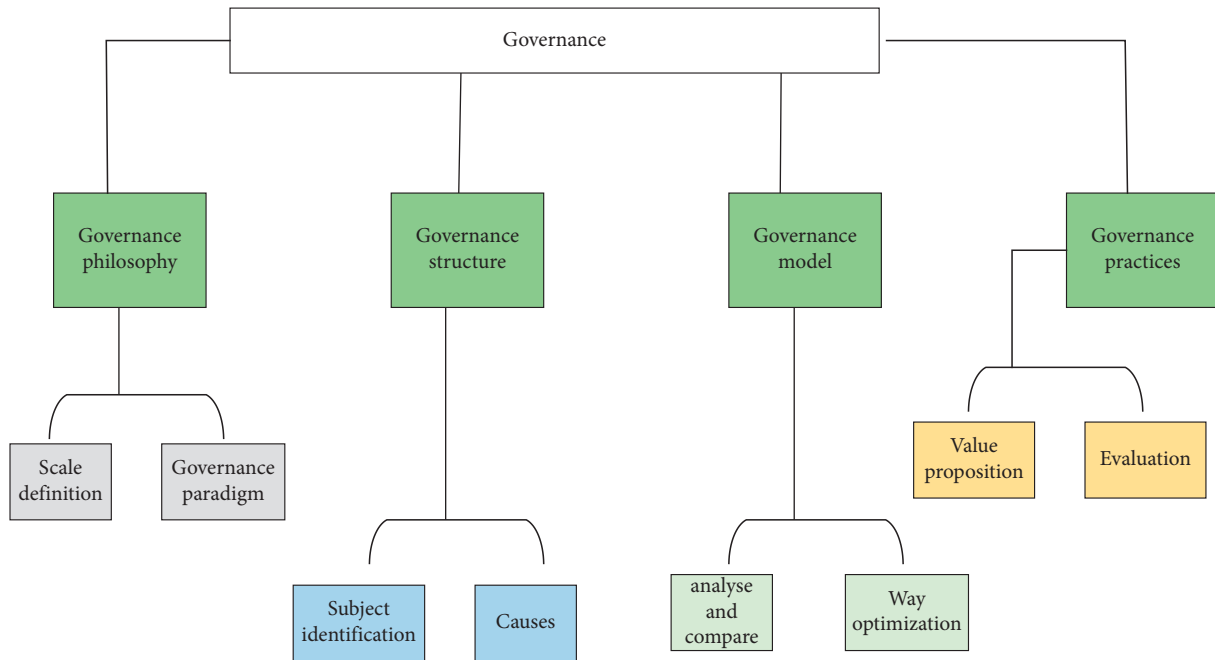 Governance
Governance
philosophy
Governance
structure
Governance
model
Governance
practices
Scale
definition
Governance
paradigm
Value
proposition
Evaluation
Subject
identification
Causes
analyse
and
compare
Way
optimization